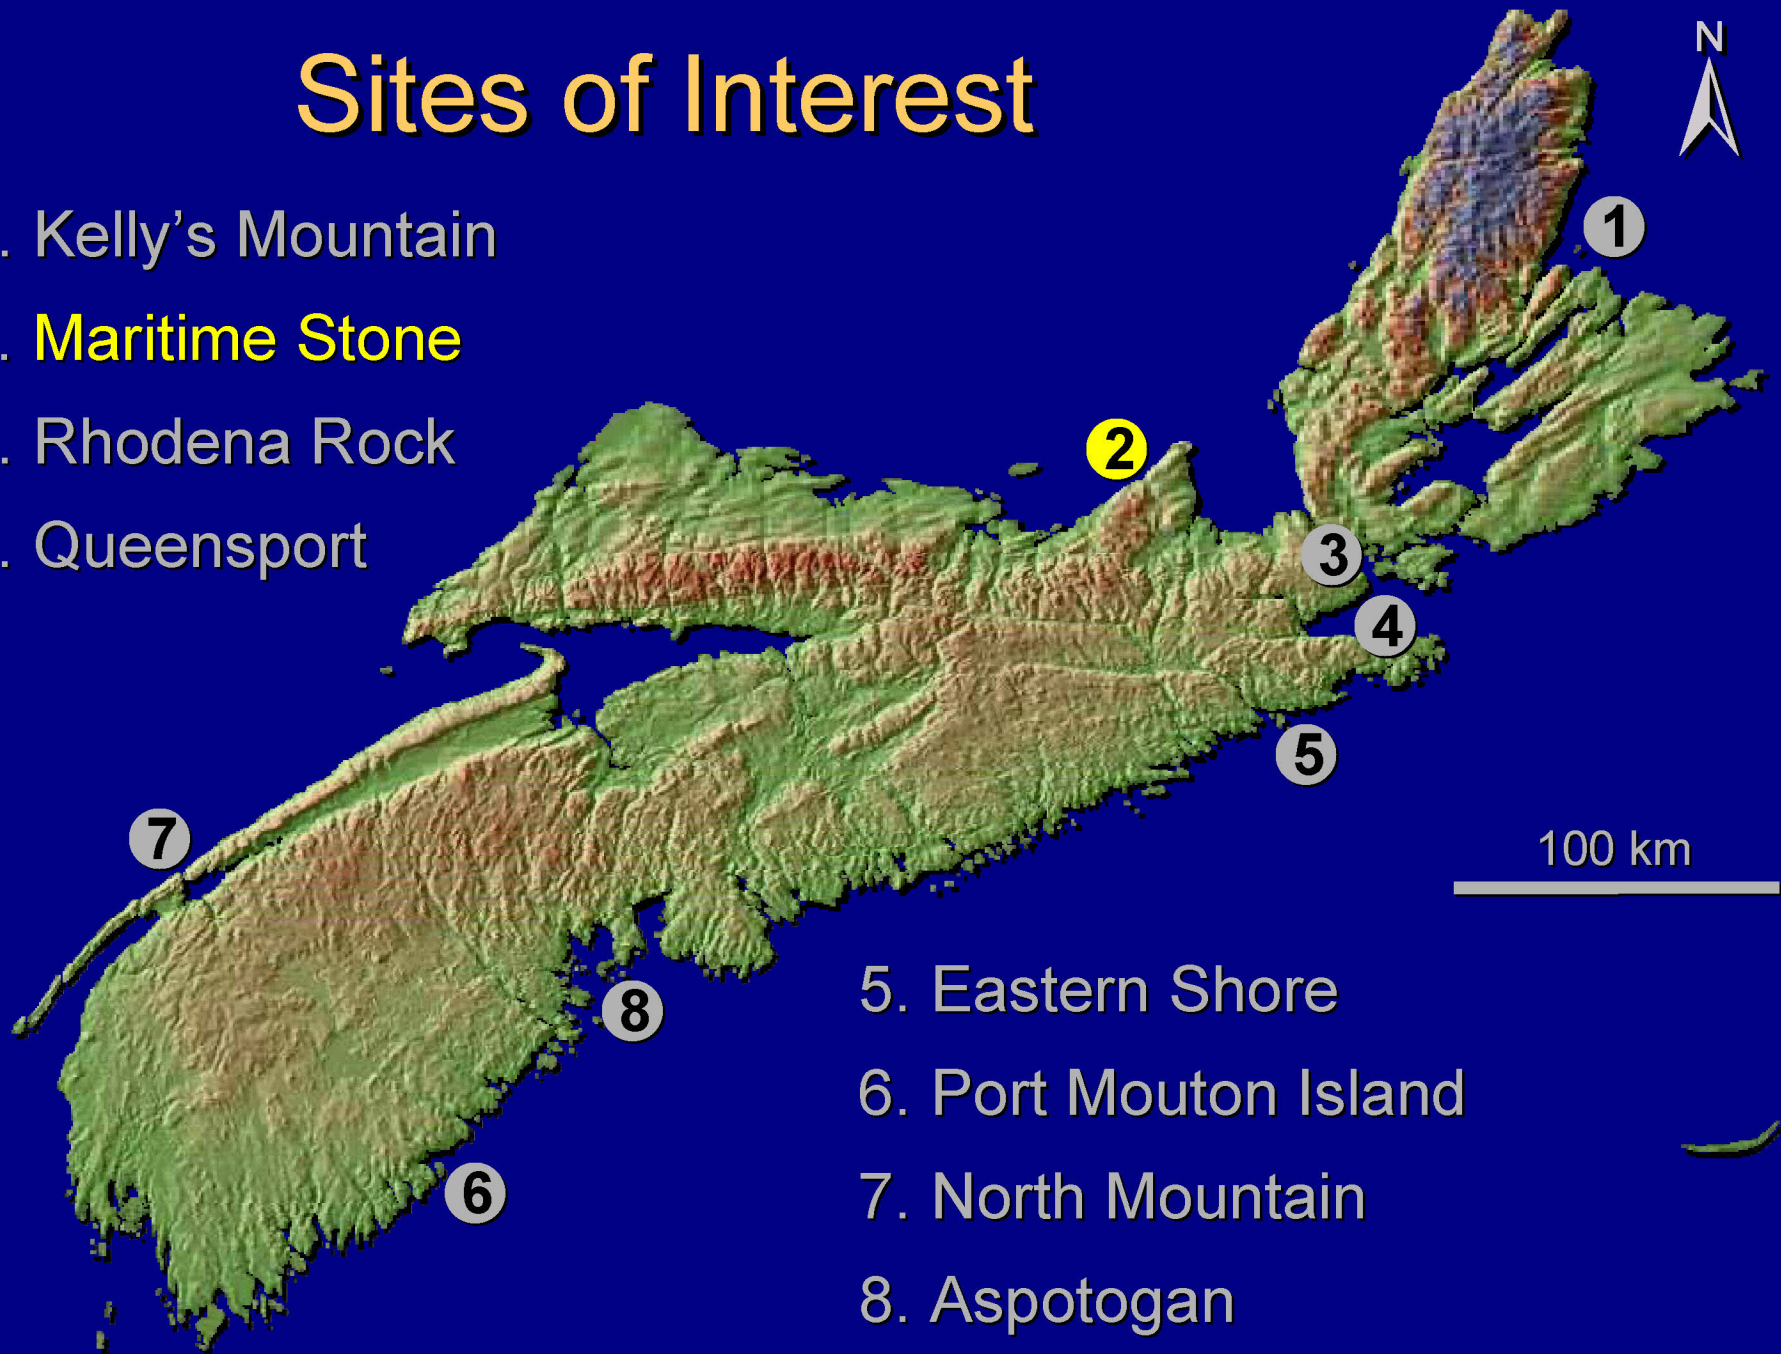 Sites of Interest
N
. Kelly's Mountain
. Maritime Stone
. Rhodena Rock
. Queensport
1
2
3
4
5
7
100 km
8
6
5. Eastern Shore
6. Port Mouton Island
7. North Mountain
8. Aspotogan